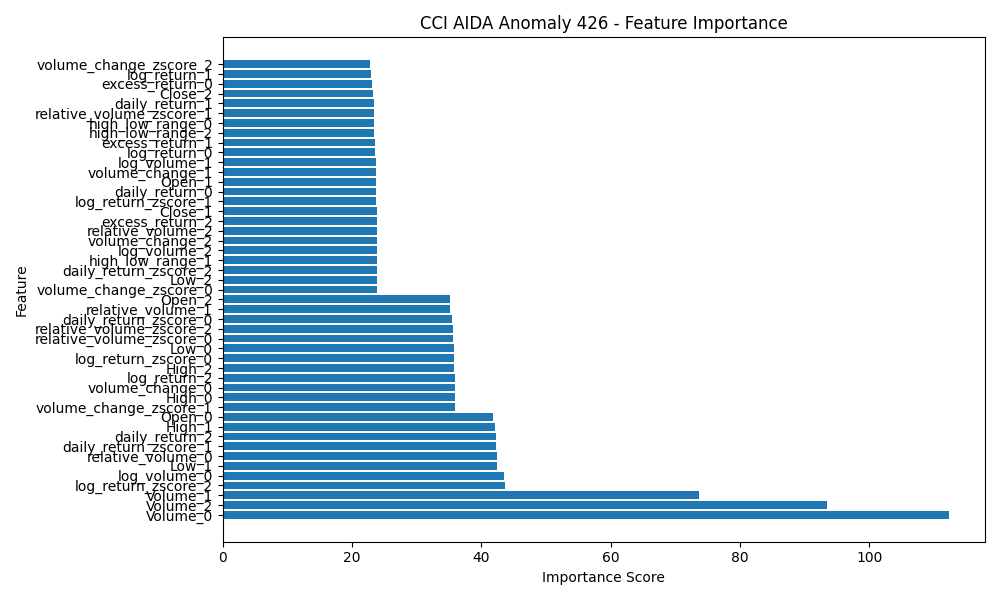 CCI AIDA Anomaly 426 - Feature Importance
volume_change_zscore_2
log_return_1
excess_return_0
Close_2
daily_return_1
relative_volume_zscore_1
high_low_range_0
high_low_range_2
excess_return_1
log_return_0
log_volume_1
volume_change_1
Open_1
daily_return_0
log_return_zscore_1
Close_1
excess_return_2
relative_volume_2
volume_change_2
log_volume_2
high_low_range_1
daily_return_zscore_2
Low_2
volume_change_zscore_0
Open_2
relative_volume_1
daily_return_zscore_0
relative_volume_zscore_2
relative_volume_zscore_0
Low_0
log_return_zscore_0
High_2
log_return_2
volume_change_0
High_0
volume_change_zscore_1
Open_0
High_1
daily_return_2
daily_return_zscore_1
relative_volume_0
Low_1
log_volume_0
log_return_zscore_2
Volume_1
Volume_2
Volume_0
Feature
0 20 40 60 80 100
Importance Score